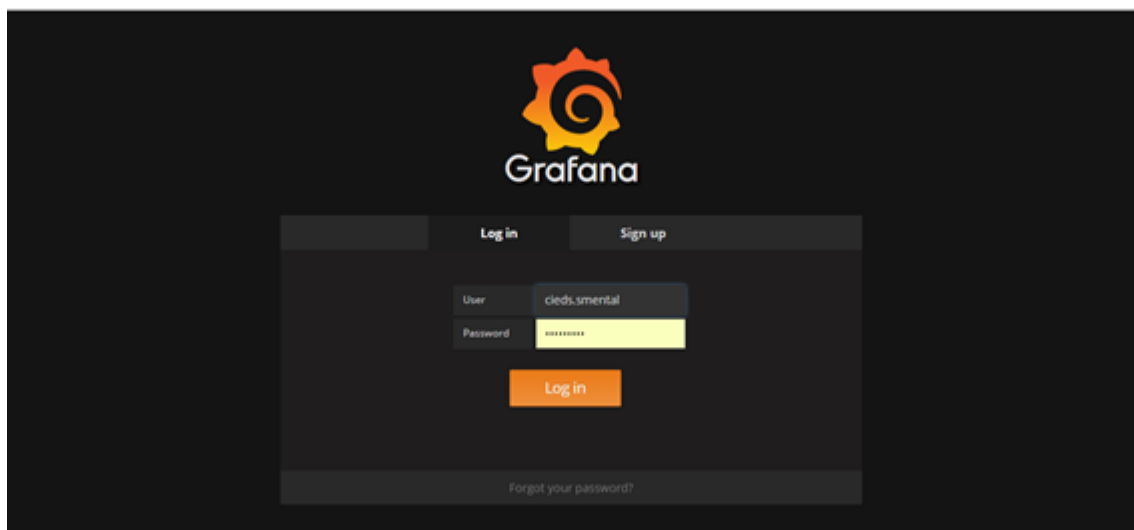 Grafana
Log in Sign up
User cieds.smental
Password •••••••••
Log in
Forgot your password?